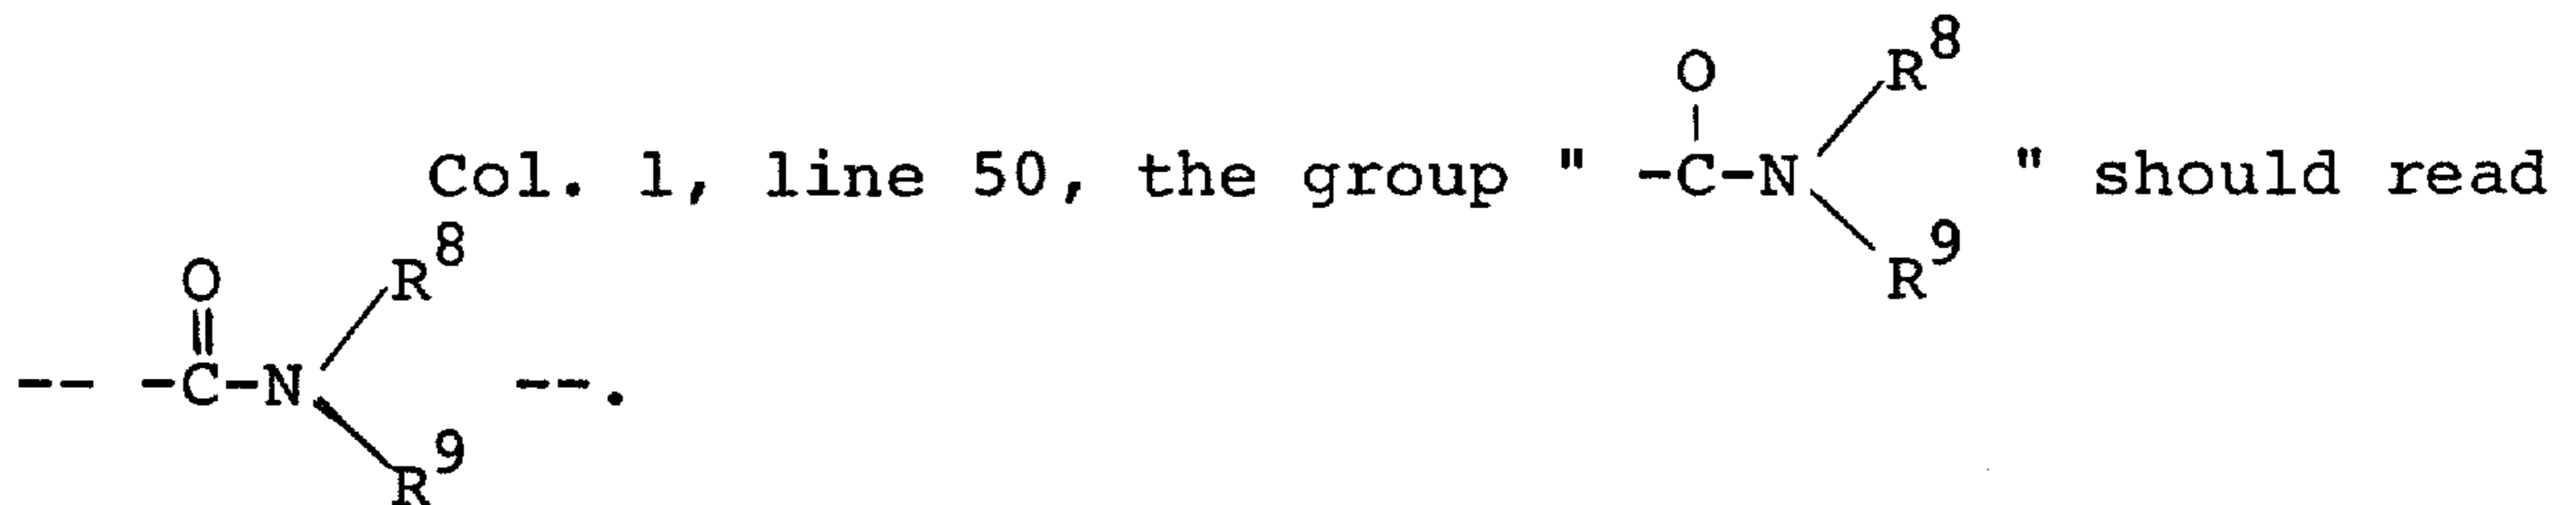 O R⁸
Col. 1, line 50, the group " -C-N " should read
R⁹
O R⁸
-- -C-N --.
R⁹